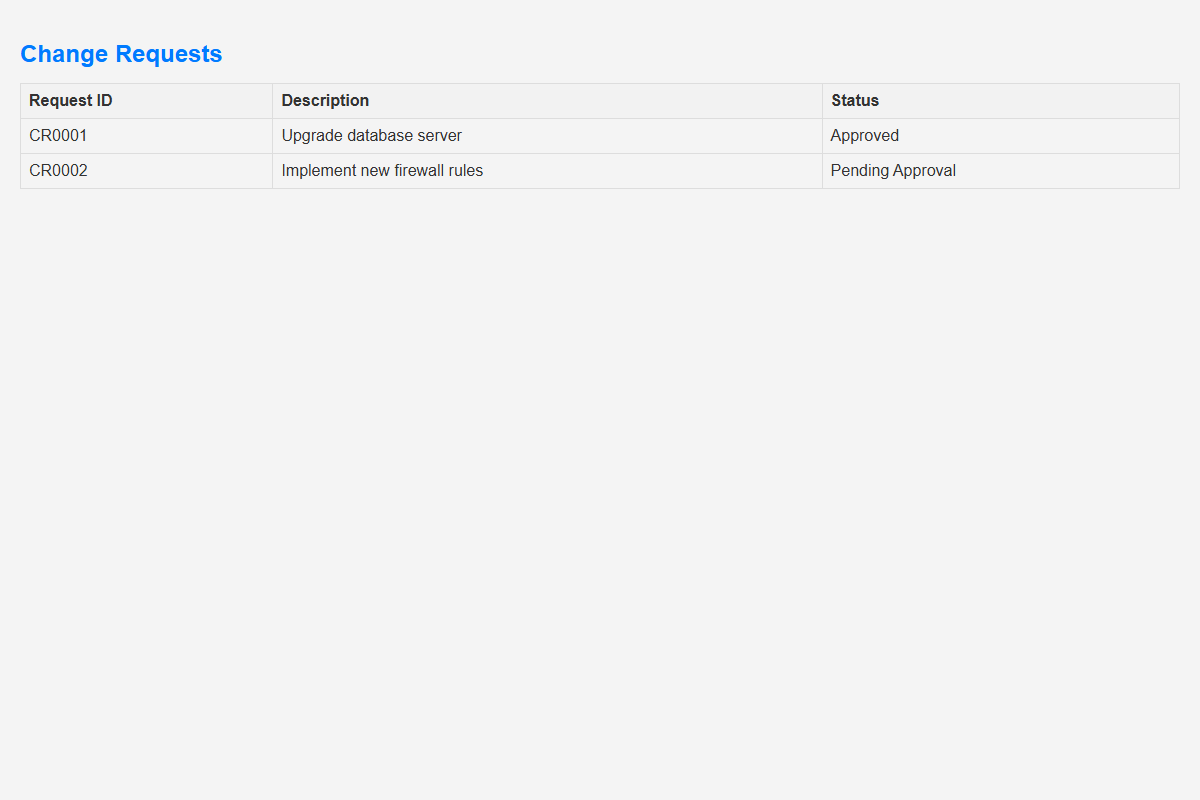 Change Requests
Request ID Description Status
CR0001 Upgrade database server Approved
CR0002 Implement new firewall rules Pending Approval